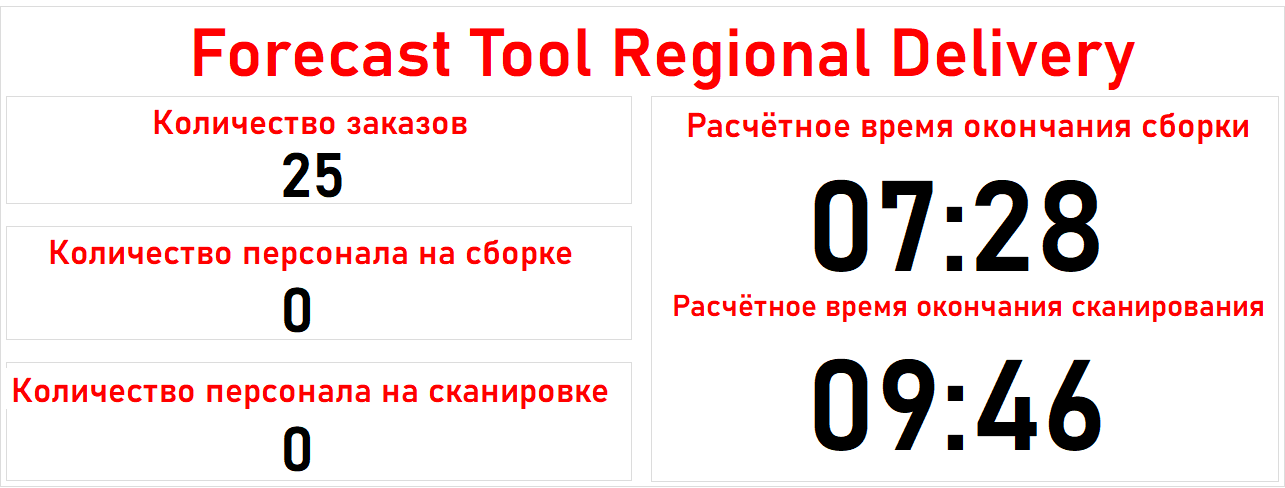 Forecast Tool Regional Delivery
Количество заказов
25
Количество персонала на сборке
0
Количество персонала на сканировке
0
Расчётное время окончания сборки
07:28
Расчётное время окончания сканирования
09:46